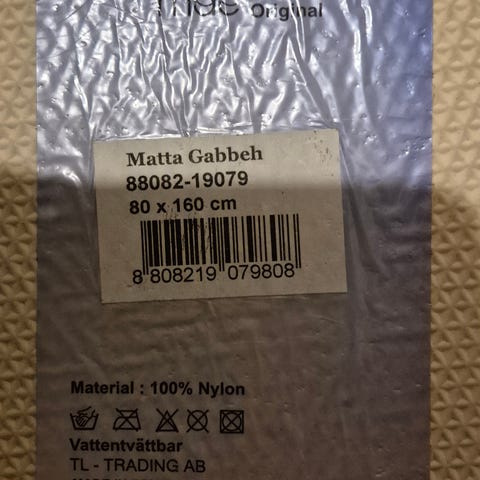 Original
Matta Gabbeh
88082-19079
80 x 160 cm
8 808219 079808
Material : 100% Nylon
Vattentvättbar
TL - TRADING AB